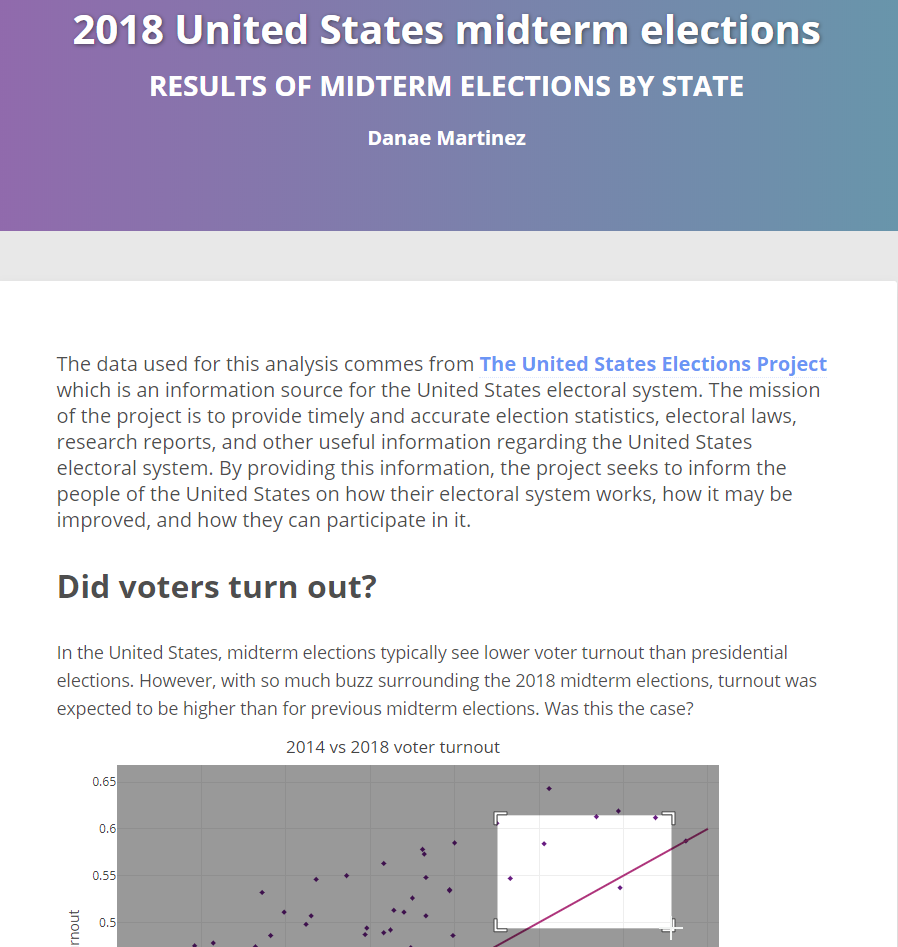 2018 United States midterm elections
RESULTS OF MIDTERM ELECTIONS BY STATE
Danae Martinez
The data used for this analysis commes from The United States Elections Project
which is an information source for the United States electoral system. The mission
of the project is to provide timely and accurate election statistics, electoral laws,
research reports, and other useful information regarding the United States
electoral system. By providing this information, the project seeks to inform the
people of the United States on how their electoral system works, how it may be
improved, and how they can participate in it.
Did voters turn out?
In the United States, midterm elections typically see lower voter turnout than presidential
elections. However, with so much buzz surrounding the 2018 midterm elections, turnout was
expected to be higher than for previous midterm elections. Was this the case?
2014 vs 2018 voter turnout
0.65
0.6
0.55
0.5